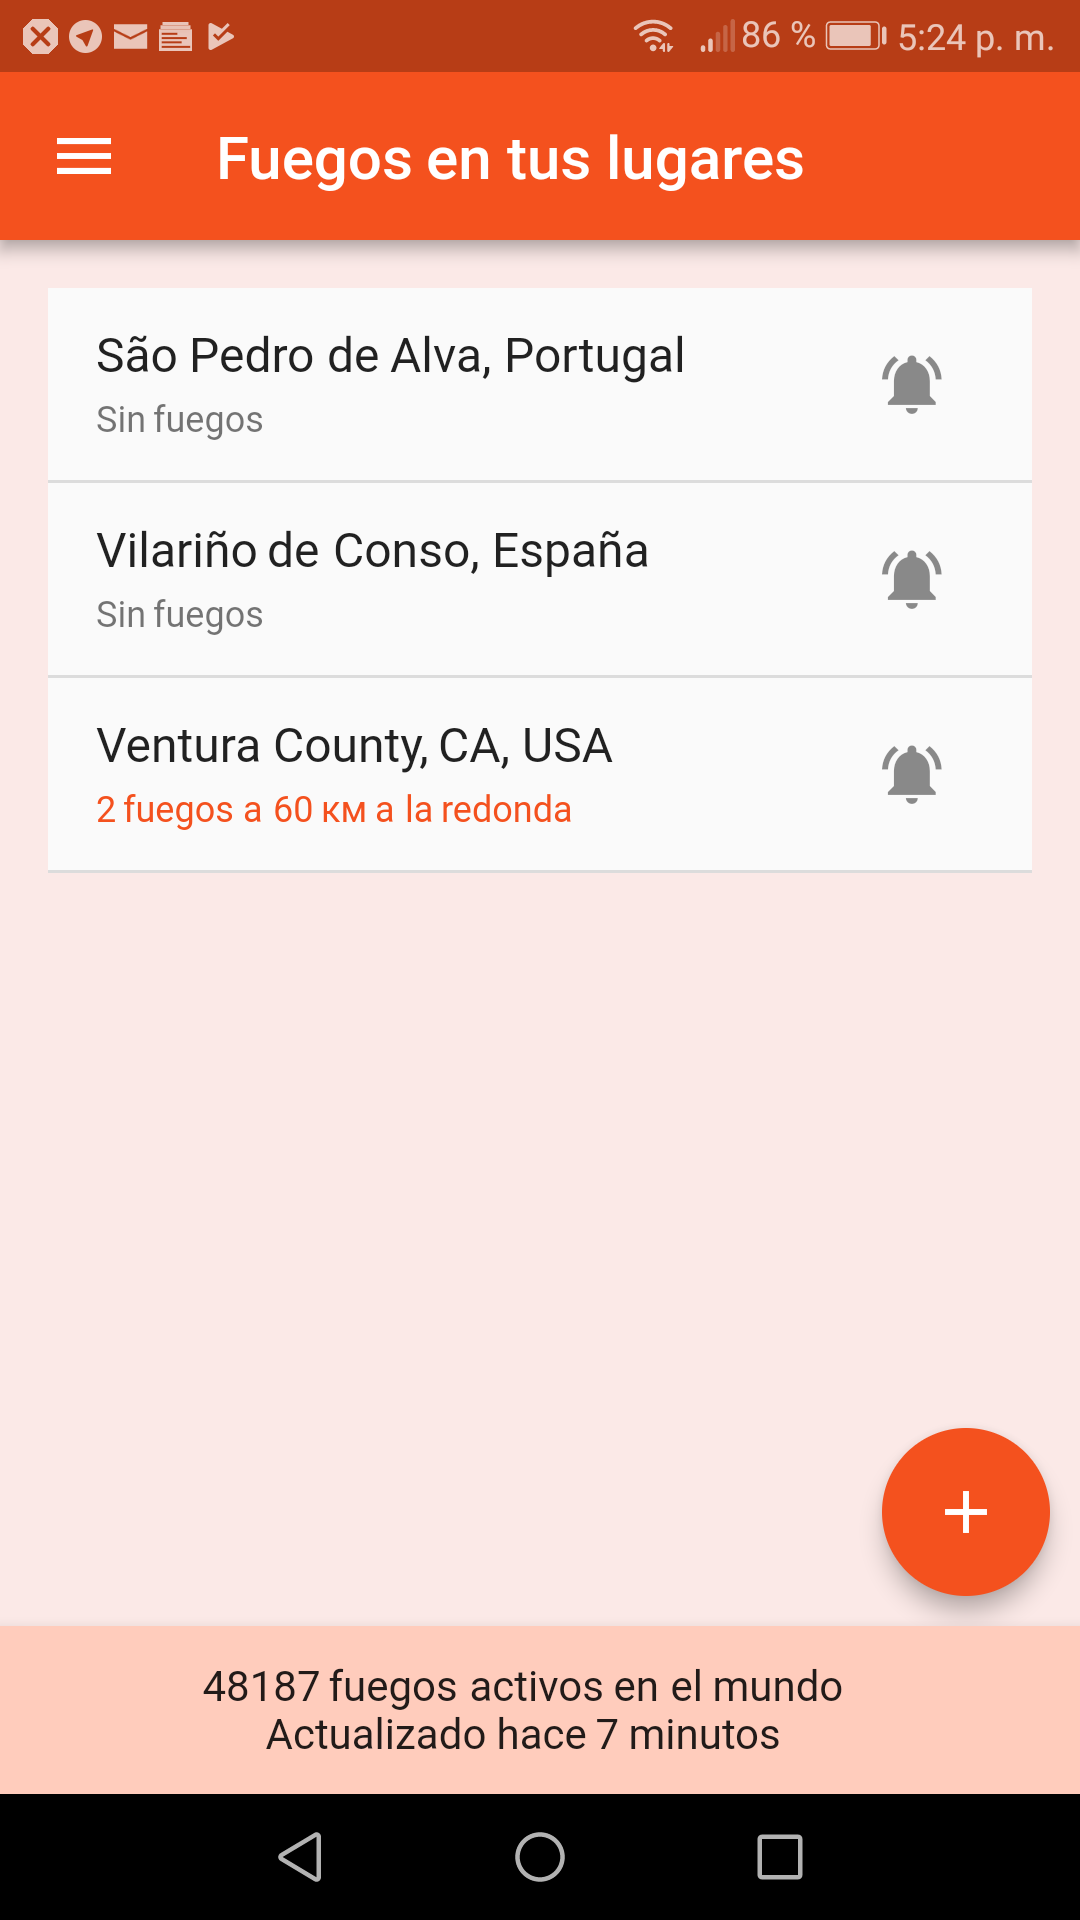 86 % 5:24 p. m.
Fuegos en tus lugares
São Pedro de Alva, Portugal
Sin fuegos
Vilariño de Conso, España
Sin fuegos
Ventura County, CA, USA
2 fuegos a 60 км a la redonda
48187 fuegos activos en el mundo
Actualizado hace 7 minutos